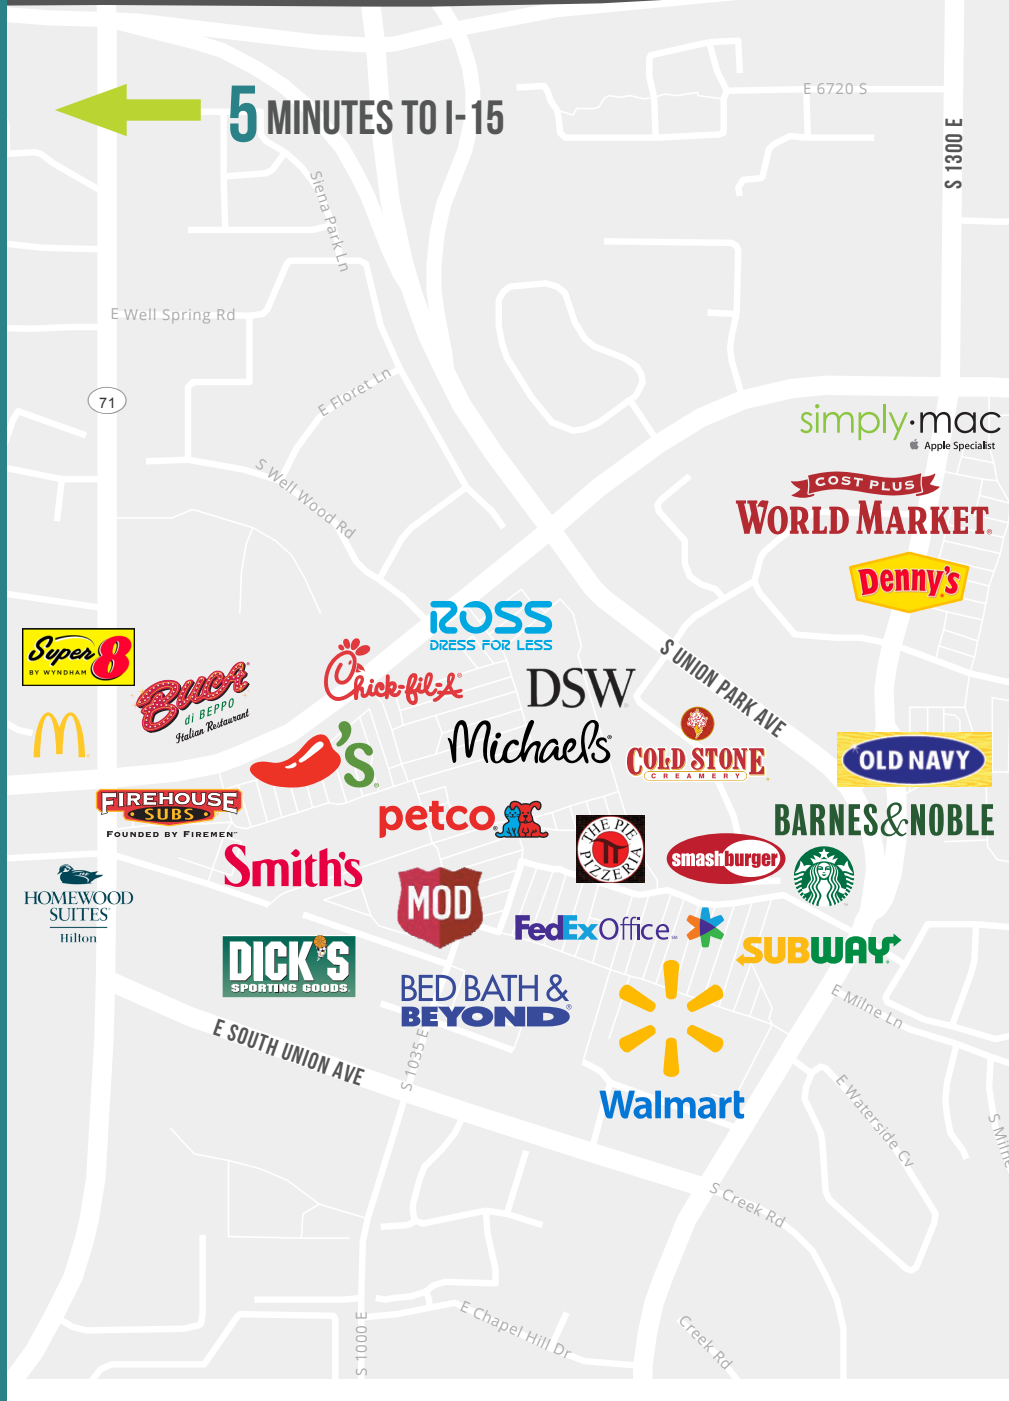 E 6720 S
5 MINUTES TO I-15
S 1300 E
Siena Park Ln
E Well Spring Rd
E Floret Ln
71
simply·mac
Apple Specialist
S Well Wood Rd
COST PLUS
WORLD MARKET®
Denny's
ROSS
DRESS FOR LESS
Super 8
BY WYNDHAM
BUCA
di BEPPO
Italian Restaurant
Chick-fil-A®
DSW
S UNION PARK AVE
Michaels®
COLD STONE
CREAMERY
'S
OLD NAVY
FIREHOUSE
SUBS
FOUNDED BY FIREMEN™
petco
BARNES&NOBLE
THE PIE
PIZZERIA
smashburger
Smith's
MOD
HOMEWOOD
SUITES
Hilton
FedEx Office
DICK'S
SPORTING GOODS
SUBWAY®
BED BATH &
BEYOND®
E Milne Ln
E SOUTH UNION AVE
S 1035 E
Walmart
E Waterside Cv
S Milne
S Creek Rd
S 1000 E
E Chapel Hill Dr
Creek Rd